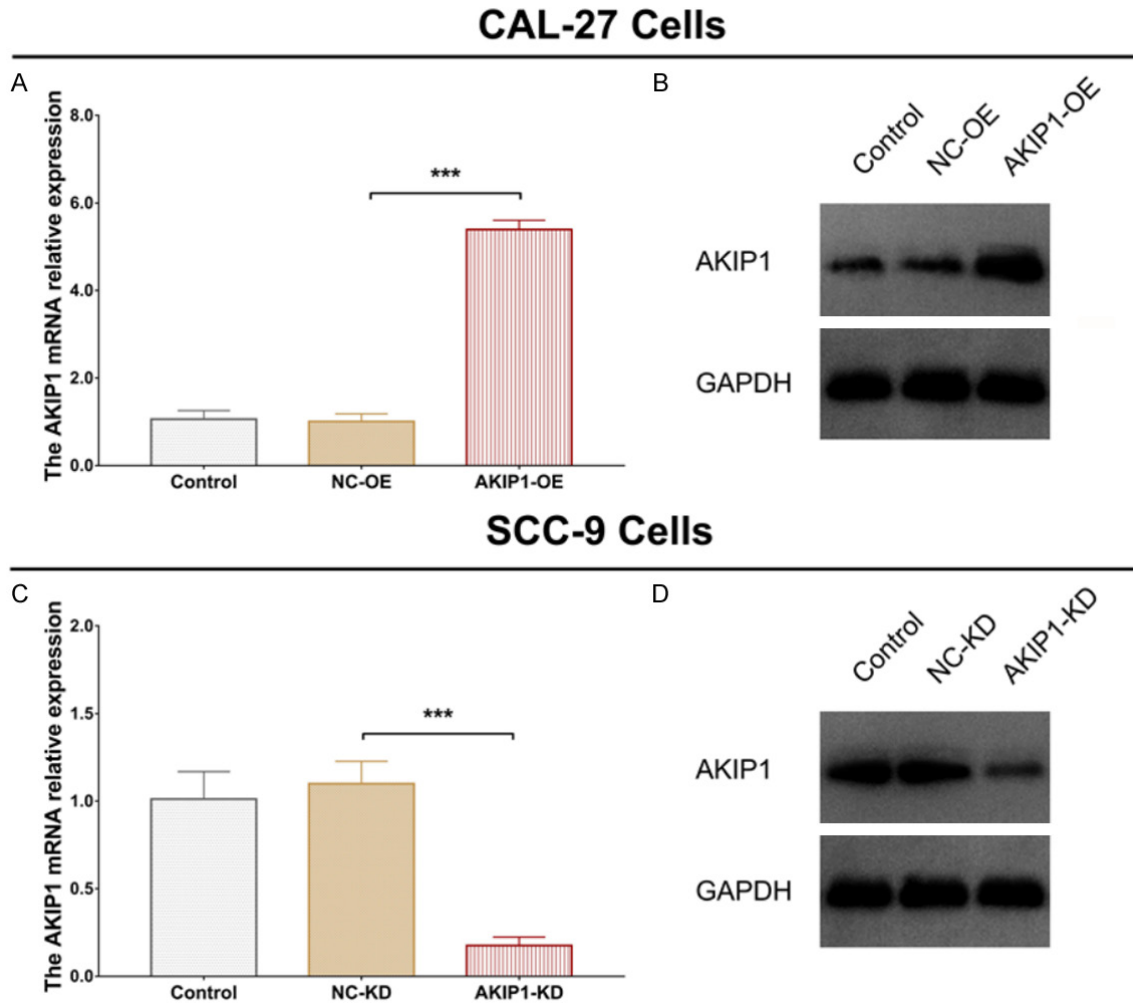 CAL-27 Cells
A
The AKIP1 mRNA relative expression
8.0
6.0
4.0
2.0
0.0
***
Control
NC-OE
AKIP1-OE
B
Control
NC-OE
AKIP1-OE
AKIP1
GAPDH
SCC-9 Cells
C
The AKIP1 mRNA relative expression
2.0
1.5
1.0
0.5
0.0
***
Control
NC-KD
AKIP1-KD
D
Control
NC-KD
AKIP1-KD
AKIP1
GAPDH